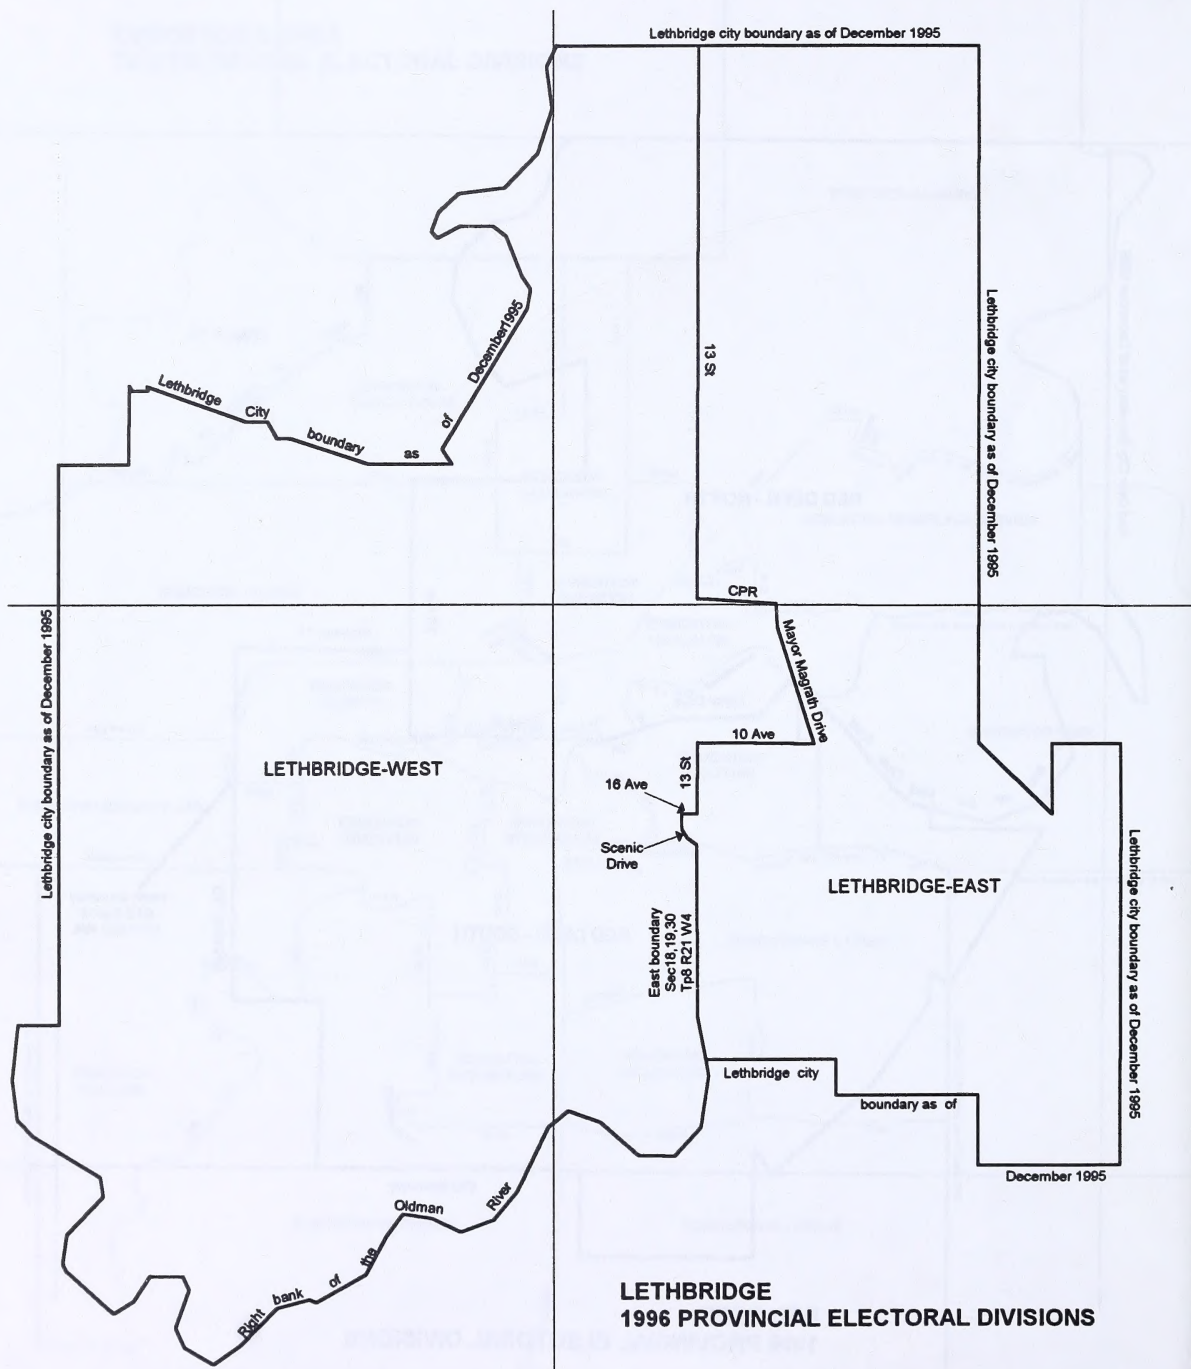 Lethbridge city boundary as of December 1995
Lethbridge City boundary as of December1995
13 St
Lethbridge city boundary as of December 1995
CPR
Mayor Magrath Drive
10 Ave
Lethbridge city boundary as of December 1995
LETHBRIDGE-WEST
13 St
16 Ave
Scenic
Drive
LETHBRIDGE-EAST
East boundary
Sec18,19,30
Tp8 R21 W4
Lethbridge city boundary as of December 1995
Lethbridge city
boundary as of
December 1995
Right bank of the Oldman River
LETHBRIDGE
1996 PROVINCIAL ELECTORAL DIVISIONS